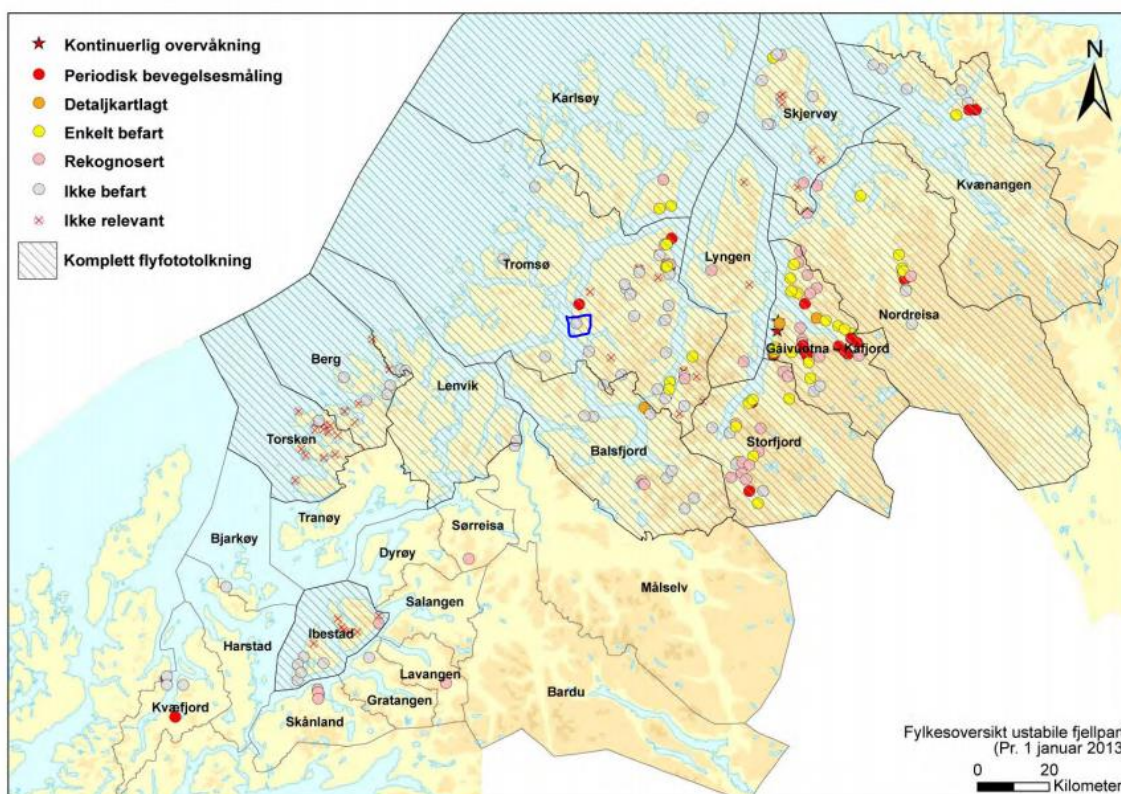 Kontinuerlig overvåkning
Periodisk bevegelsesmåling
Detaljkartlagt
Enkelt befart
Rekognosert
Ikke befart
Ikke relevant
Komplett flyfototolkning
N
Karlsøy
Skjervøy
Kvænangen
Tromsø
Lyngen
Nordreisa
Gáivuotna - Kåfjord
Berg
Lenvik
Torsken
Balsfjord
Storfjord
Tranøy
Sørreisa
Bjarkøy
Dyrøy
Målselv
Salangen
Ibestad
Harstad
Lavangen
Bardu
Gratangen
Kvæfjord
Skånland
Fylkesoversikt ustabile fjellpar
(Pr. 1 januar 2013
0 20
Kilometer